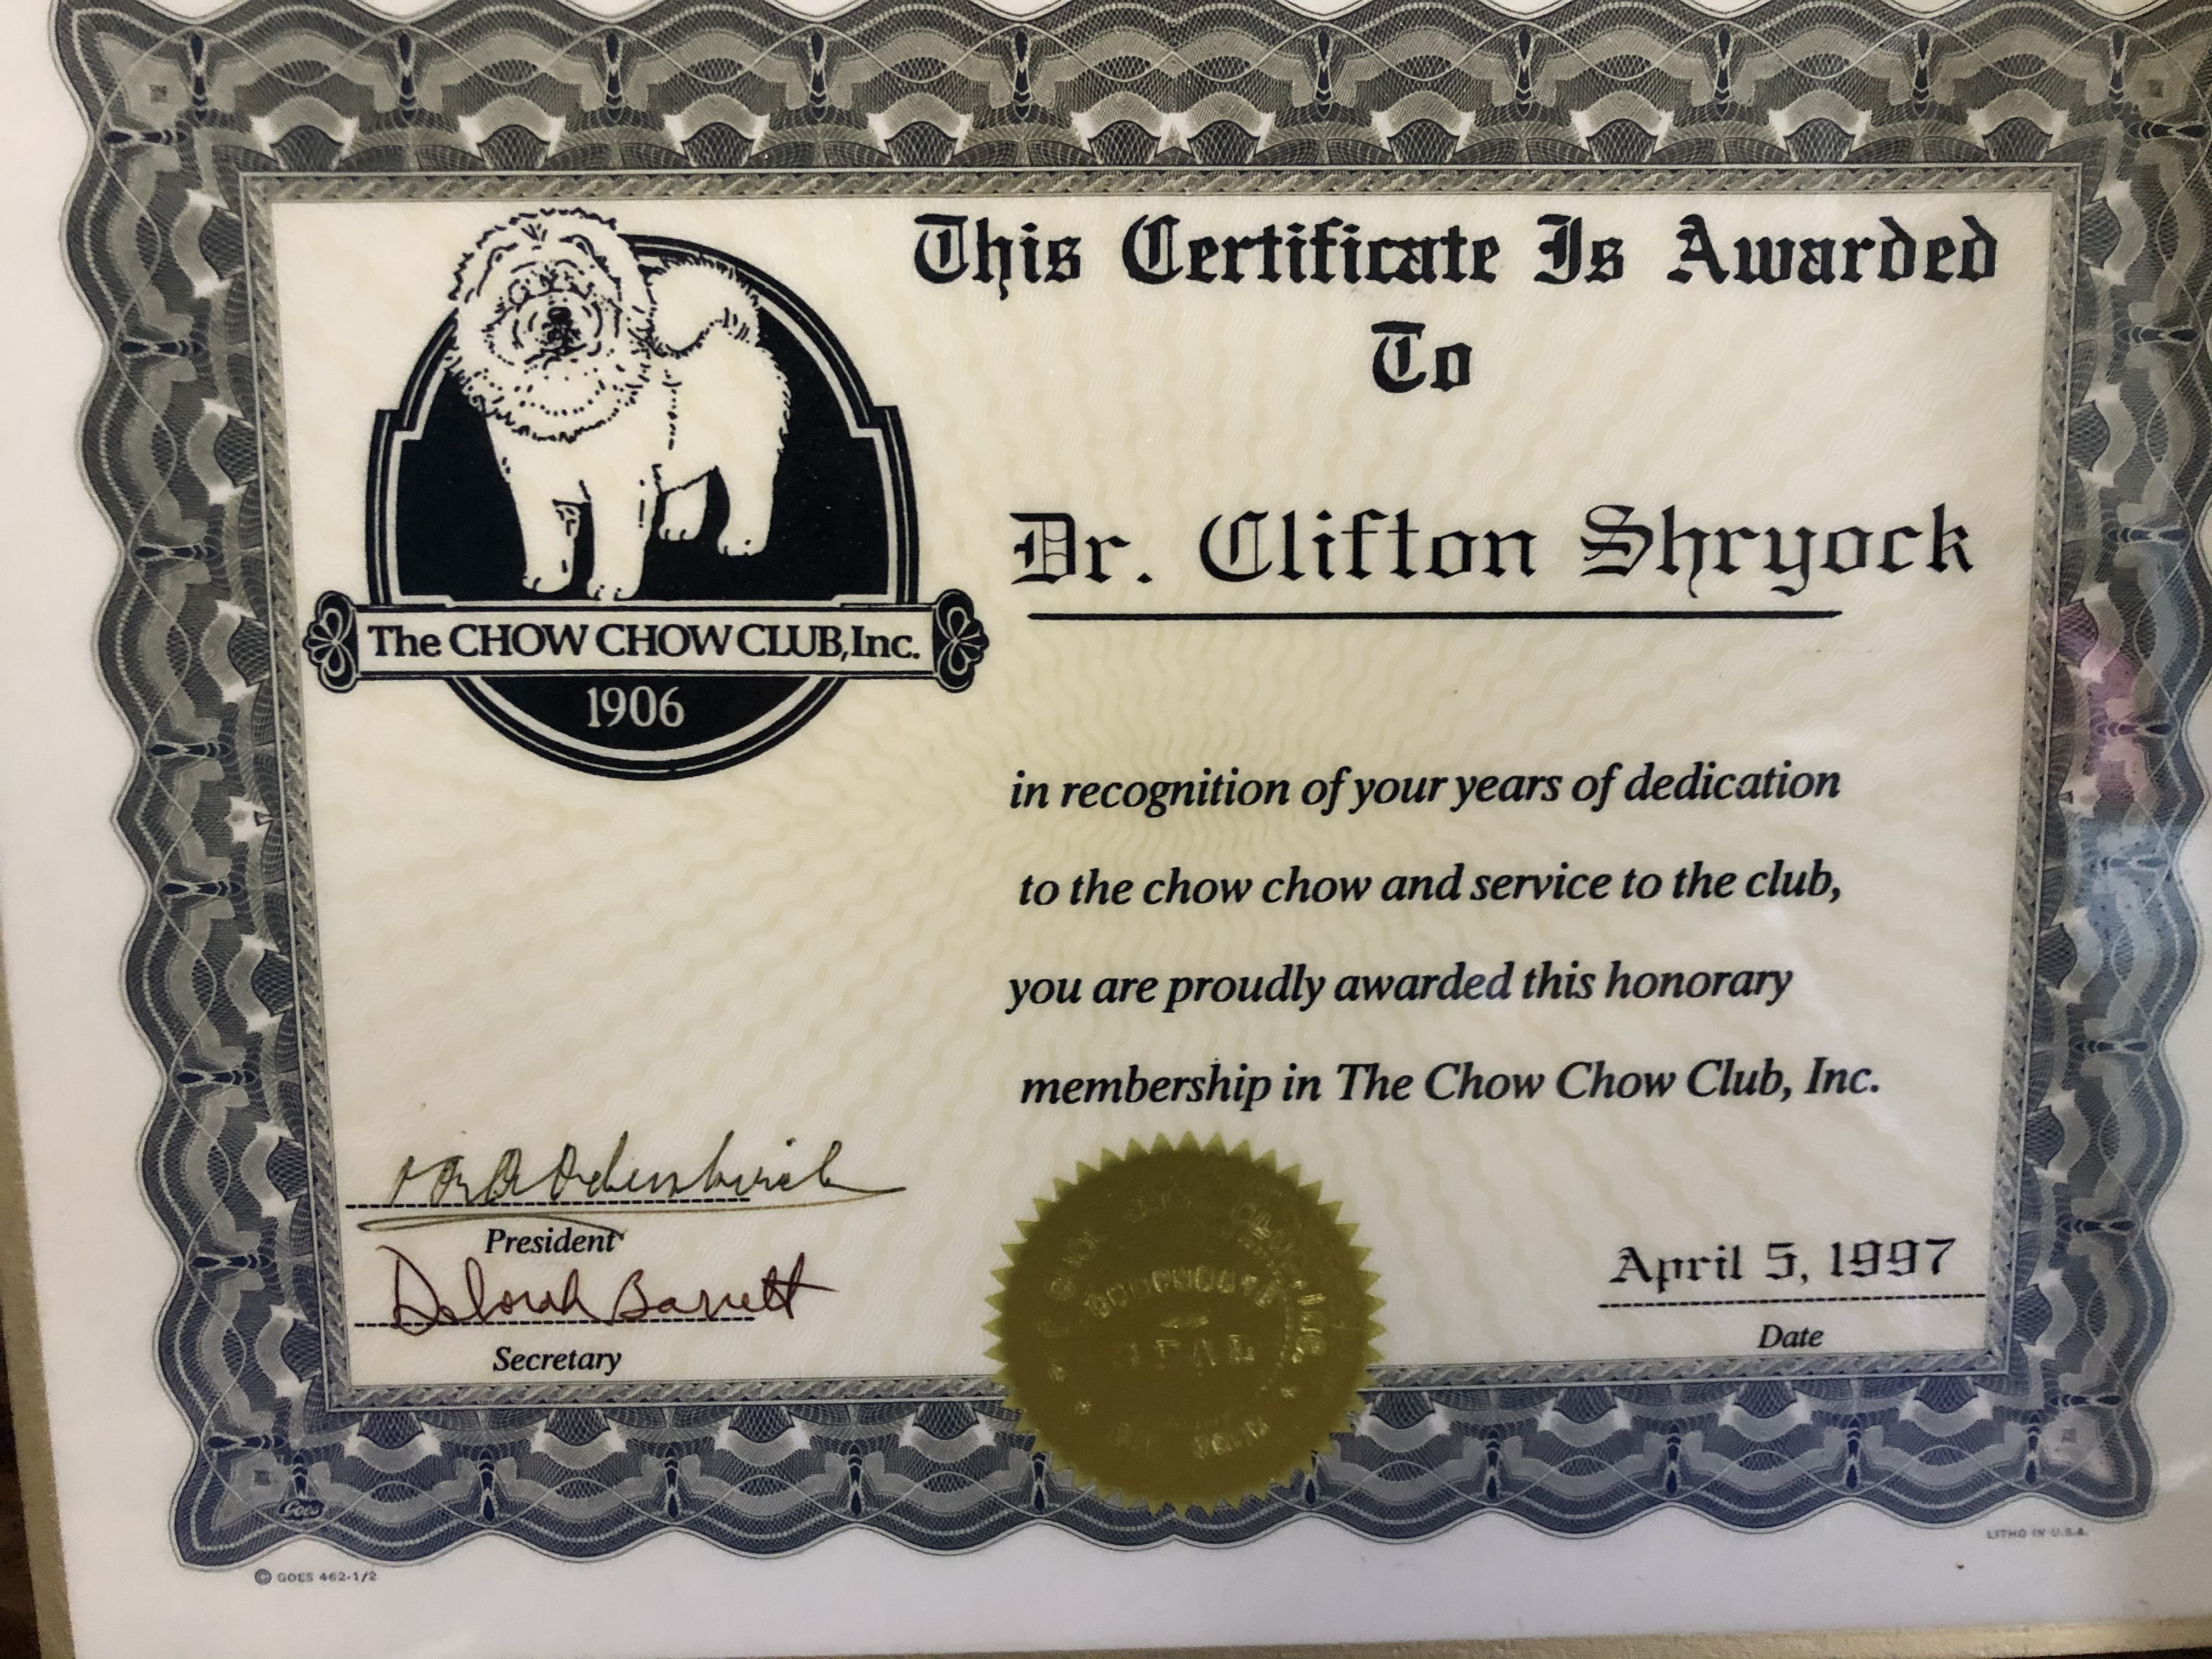 This Certificate Is Awarded
To
Dr. Clifton Shryock
The CHOW CHOW CLUB, Inc.
1906
in recognition of your years of dedication
to the chow chow and service to the club,
you are proudly awarded this honorary
membership in The Chow Chow Club, Inc.
President
Deborah Barrett
Secretary
April 5, 1997
Date
Goes
© GOES 462-1/2
LITHO IN U.S.A.